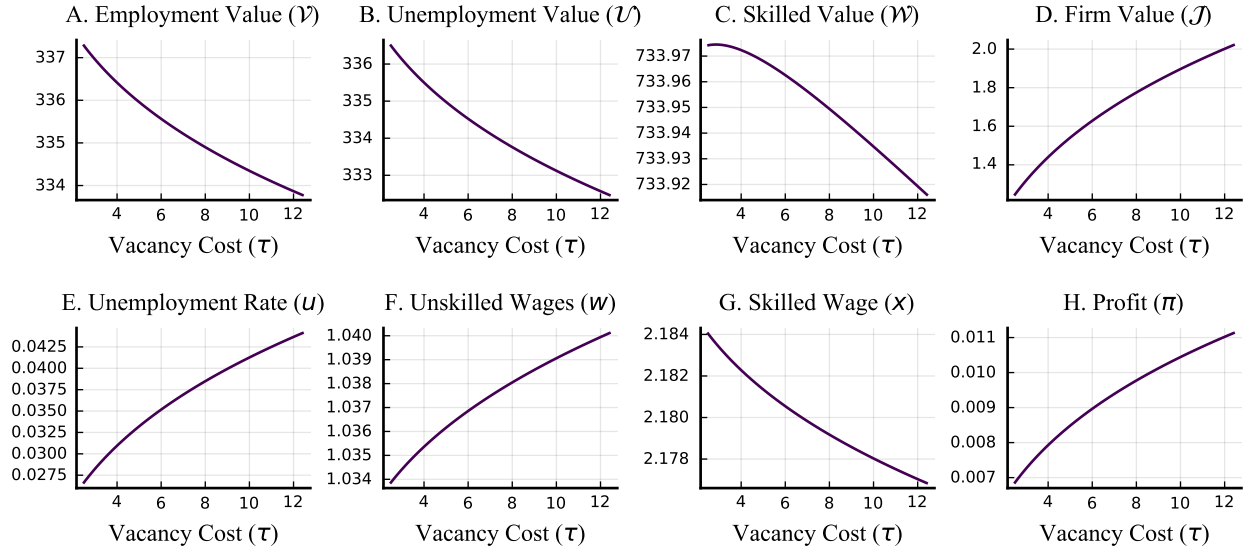 A. Employment Value (𝒱) B. Unemployment Value (𝒰) C. Skilled Value (𝒲) D. Firm Value (𝒥)
337
336
335
334
4 6 8 10 12
Vacancy Cost (τ)
336
335
334
333
4 6 8 10 12
Vacancy Cost (τ)
733.97
733.96
733.95
733.94
733.93
733.92
4 6 8 10 12
Vacancy Cost (τ)
2.0
1.8
1.6
1.4
4 6 8 10 12
Vacancy Cost (τ)
E. Unemployment Rate (u) F. Unskilled Wages (w) G. Skilled Wage (x) H. Profit (π)
0.0425
0.0400
0.0375
0.0350
0.0325
0.0300
0.0275
4 6 8 10 12
Vacancy Cost (τ)
1.040
1.039
1.038
1.037
1.036
1.035
1.034
4 6 8 10 12
Vacancy Cost (τ)
2.184
2.182
2.180
2.178
4 6 8 10 12
Vacancy Cost (τ)
0.011
0.010
0.009
0.008
0.007
4 6 8 10 12
Vacancy Cost (τ)